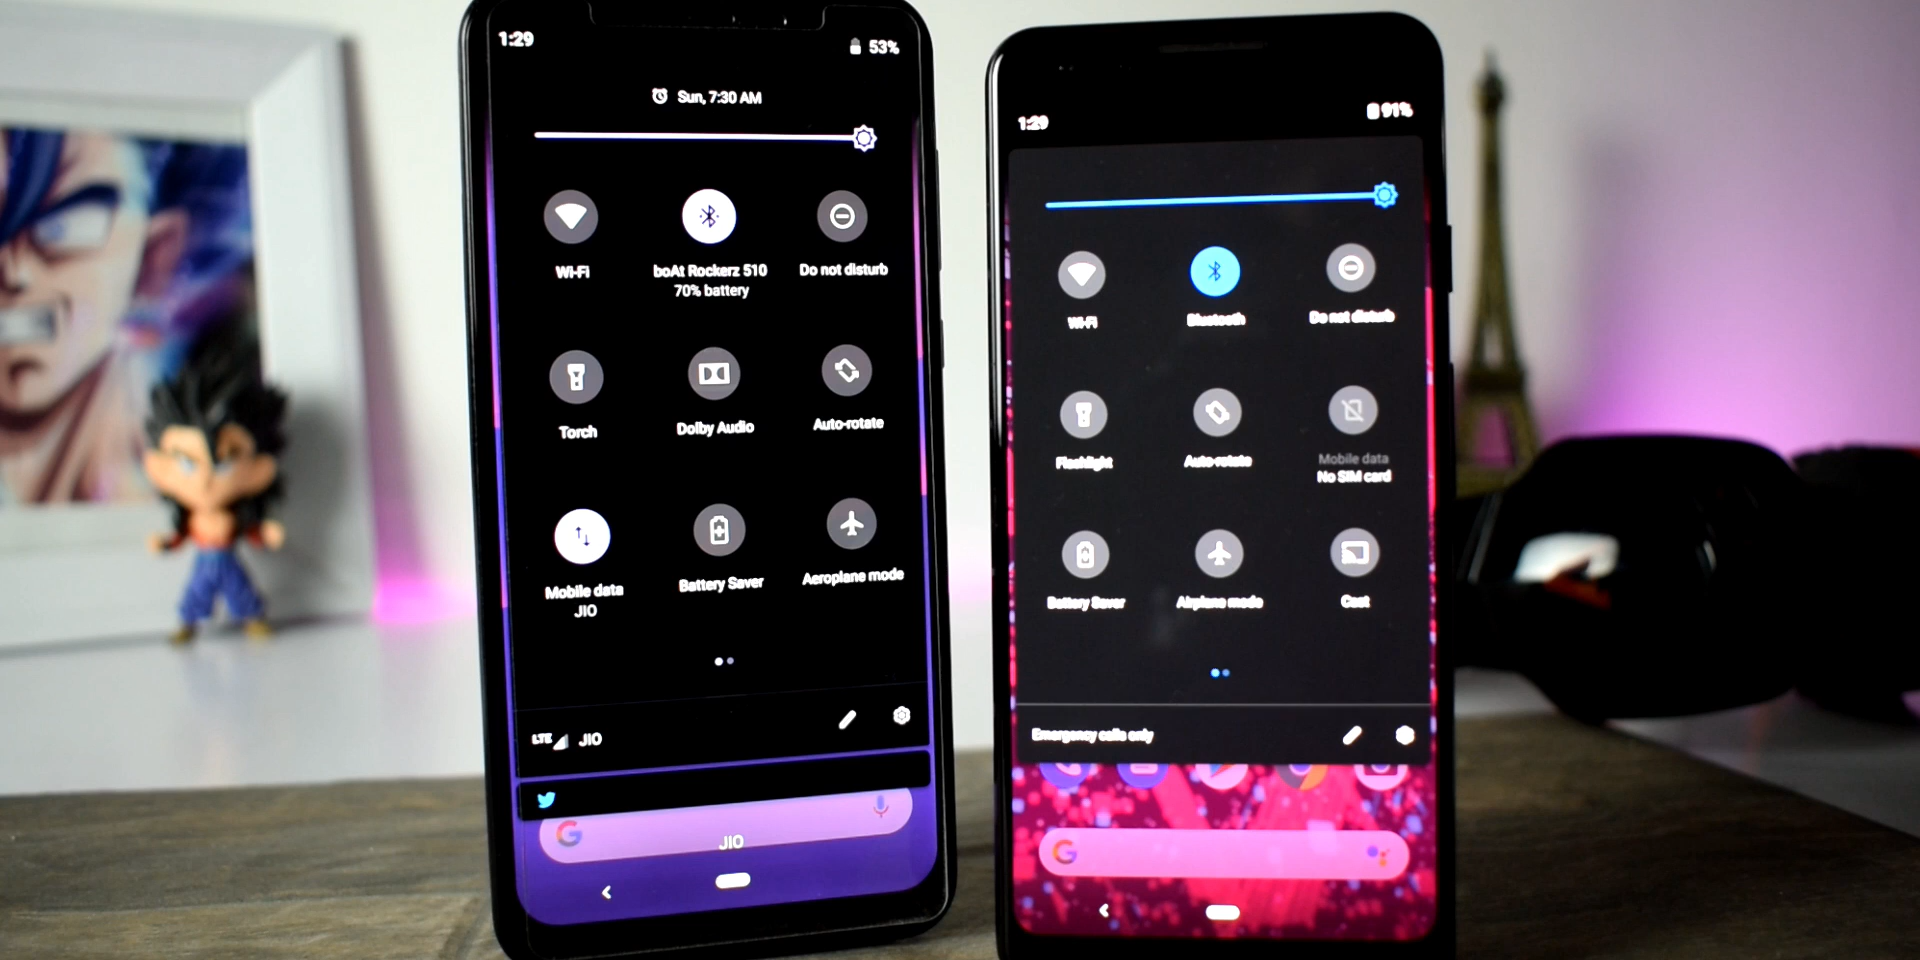 1:29
53%
Sun, 7:30 AM
Wi-Fi
boAt Rockerz 510
70% battery
Do not disturb
Torch
Dolby Audio
Auto-rotate
Mobile data
JIO
Battery Saver
Aeroplane mode
LTE
JIO
G
JIO
1:29
91%
Wi-Fi
Bluetooth
Do not disturb
Flashlight
Auto-rotate
Mobile data
No SIM card
Battery Saver
Airplane mode
Cast
Emergency calls only
G